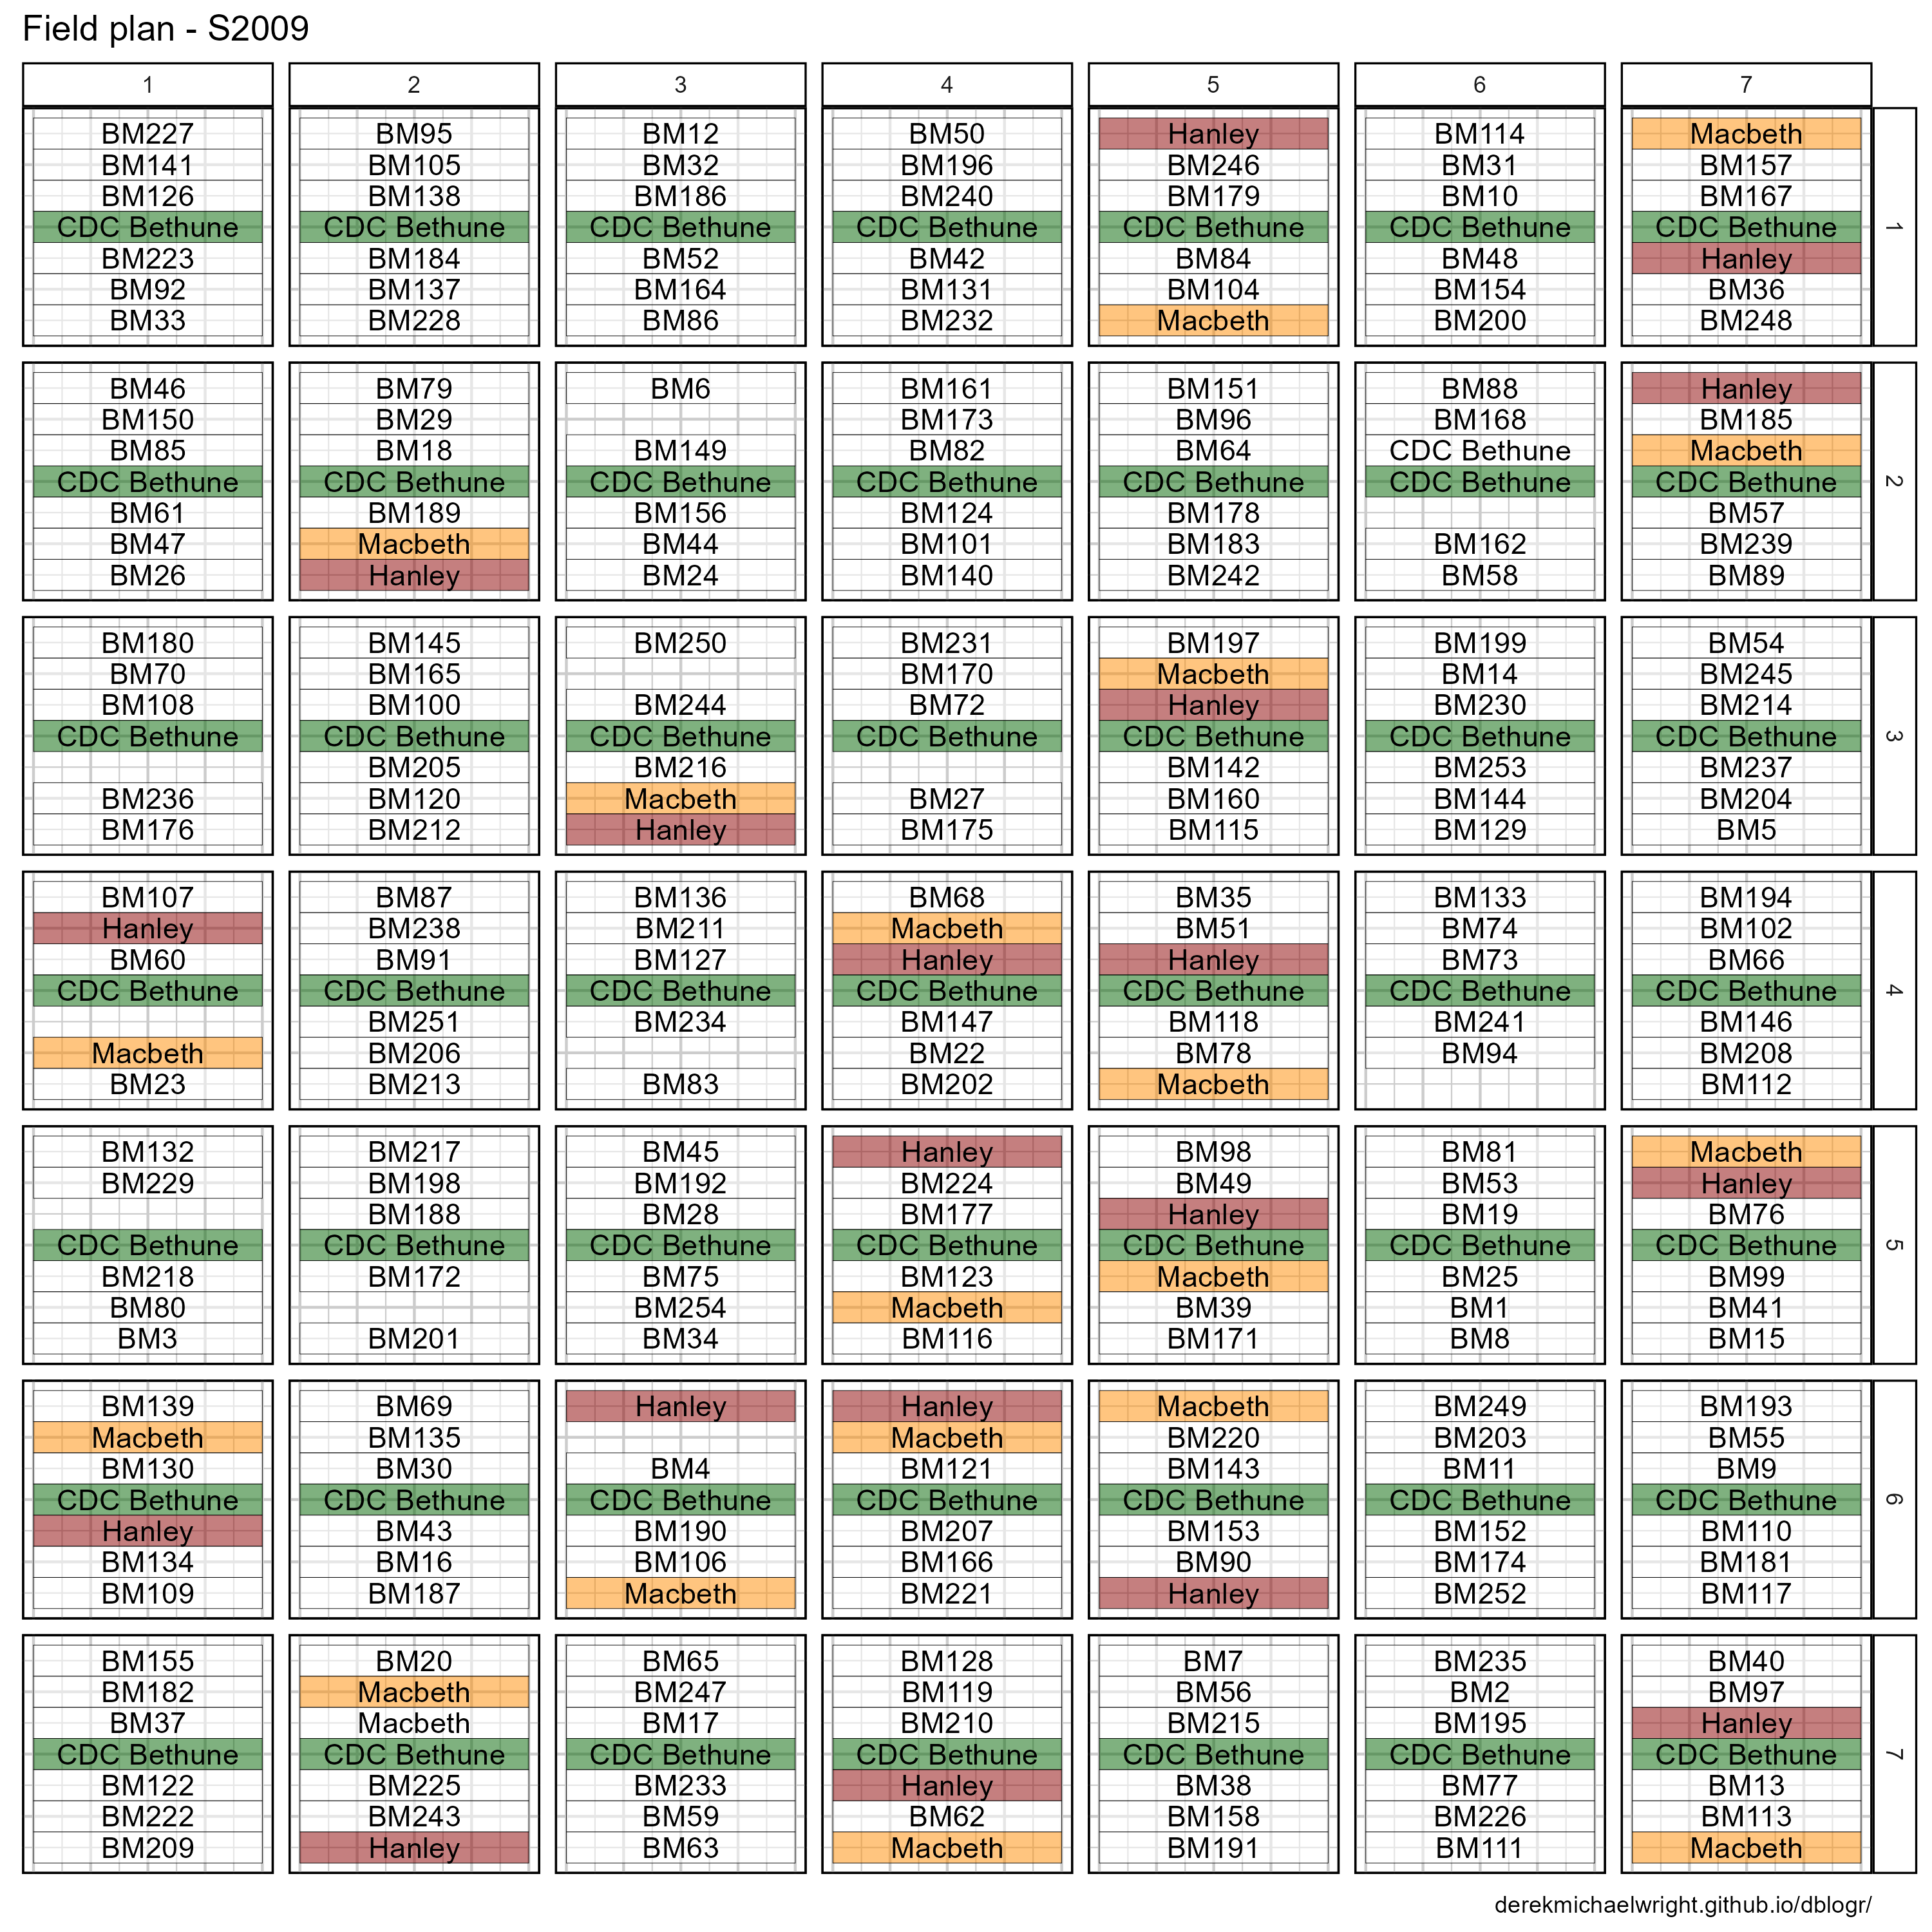 Field plan - S2009
1 2 3 4 5 6 7
BM227 BM95 BM12 BM50 Hanley BM114 Macbeth
BM141 BM105 BM32 BM196 BM246 BM31 BM157
BM126 BM138 BM186 BM240 BM179 BM10 BM167
CDC Bethune CDC Bethune CDC Bethune CDC Bethune CDC Bethune CDC Bethune CDC Bethune 1
BM223 BM184 BM52 BM42 BM84 BM48 Hanley
BM92 BM137 BM164 BM131 BM104 BM154 BM36
BM33 BM228 BM86 BM232 Macbeth BM200 BM248
BM46 BM79 BM6 BM161 BM151 BM88 Hanley
BM150 BM29 BM173 BM96 BM168 BM185
BM85 BM18 BM149 BM82 BM64 CDC Bethune Macbeth
CDC Bethune CDC Bethune CDC Bethune CDC Bethune CDC Bethune CDC Bethune CDC Bethune 2
BM61 BM189 BM156 BM124 BM178 BM57
BM47 Macbeth BM44 BM101 BM183 BM162 BM239
BM26 Hanley BM24 BM140 BM242 BM58 BM89
BM180 BM145 BM250 BM231 BM197 BM199 BM54
BM70 BM165 BM170 Macbeth BM14 BM245
BM108 BM100 BM244 BM72 Hanley BM230 BM214
CDC Bethune CDC Bethune CDC Bethune CDC Bethune CDC Bethune CDC Bethune CDC Bethune 3
BM205 BM216 BM142 BM253 BM237
BM236 BM120 Macbeth BM27 BM160 BM144 BM204
BM176 BM212 Hanley BM175 BM115 BM129 BM5
BM107 BM87 BM136 BM68 BM35 BM133 BM194
Hanley BM238 BM211 Macbeth BM51 BM74 BM102
BM60 BM91 BM127 Hanley Hanley BM73 BM66
CDC Bethune CDC Bethune CDC Bethune CDC Bethune CDC Bethune CDC Bethune CDC Bethune 4
BM251 BM234 BM147 BM118 BM241 BM146
Macbeth BM206 BM22 BM78 BM94 BM208
BM23 BM213 BM83 BM202 Macbeth BM112
BM132 BM217 BM45 Hanley BM98 BM81 Macbeth
BM229 BM198 BM192 BM224 BM49 BM53 Hanley
BM188 BM28 BM177 Hanley BM19 BM76
CDC Bethune CDC Bethune CDC Bethune CDC Bethune CDC Bethune CDC Bethune CDC Bethune 5
BM218 BM172 BM75 BM123 Macbeth BM25 BM99
BM80 BM254 Macbeth BM39 BM1 BM41
BM3 BM201 BM34 BM116 BM171 BM8 BM15
BM139 BM69 Hanley Hanley Macbeth BM249 BM193
Macbeth BM135 Macbeth BM220 BM203 BM55
BM130 BM30 BM4 BM121 BM143 BM11 BM9
CDC Bethune CDC Bethune CDC Bethune CDC Bethune CDC Bethune CDC Bethune CDC Bethune 6
Hanley BM43 BM190 BM207 BM153 BM152 BM110
BM134 BM16 BM106 BM166 BM90 BM174 BM181
BM109 BM187 Macbeth BM221 Hanley BM252 BM117
BM155 BM20 BM65 BM128 BM7 BM235 BM40
BM182 Macbeth BM247 BM119 BM56 BM2 BM97
BM37 Macbeth BM17 BM210 BM215 BM195 Hanley
CDC Bethune CDC Bethune CDC Bethune CDC Bethune CDC Bethune CDC Bethune CDC Bethune 7
BM122 BM225 BM233 Hanley BM38 BM77 BM13
BM222 BM243 BM59 BM62 BM158 BM226 BM113
BM209 Hanley BM63 Macbeth BM191 BM111 Macbeth
derekmichaelwright.github.io/dblogr/